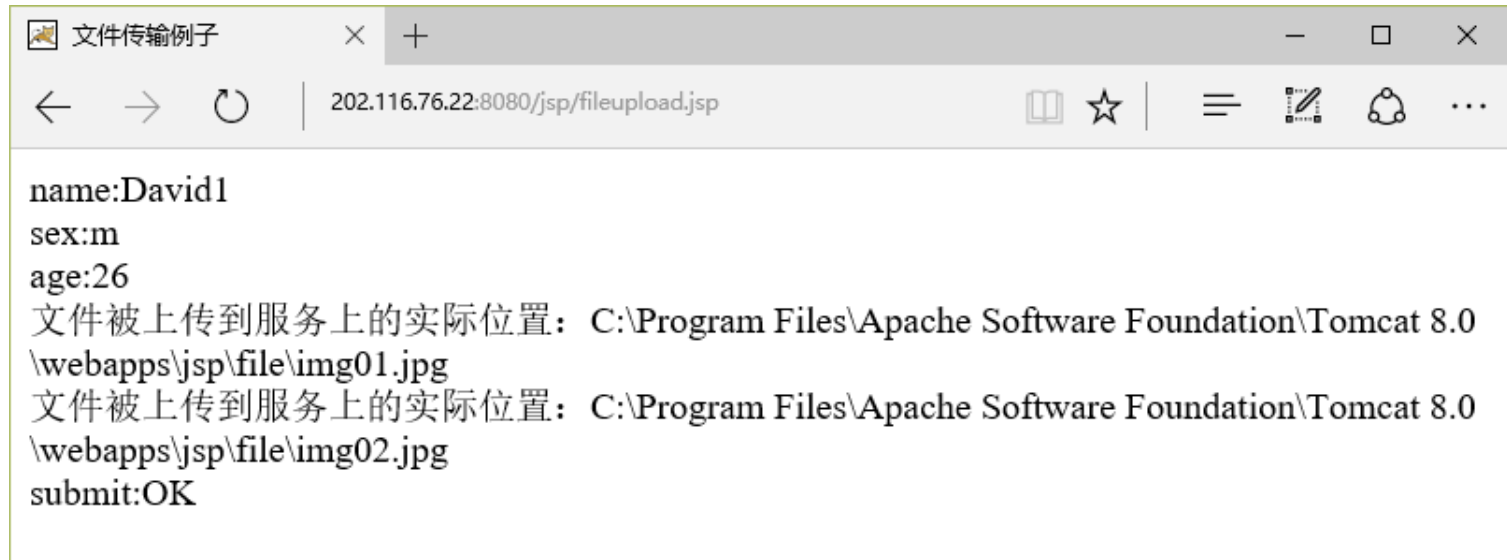 文件传输例子
202.116.76.22:8080/jsp/fileupload.jsp
name:David1
sex:m
age:26
文件被上传到服务上的实际位置：C:\Program Files\Apache Software Foundation\Tomcat 8.0
\webapps\jsp\file\img01.jpg
文件被上传到服务上的实际位置：C:\Program Files\Apache Software Foundation\Tomcat 8.0
\webapps\jsp\file\img02.jpg
submit:OK